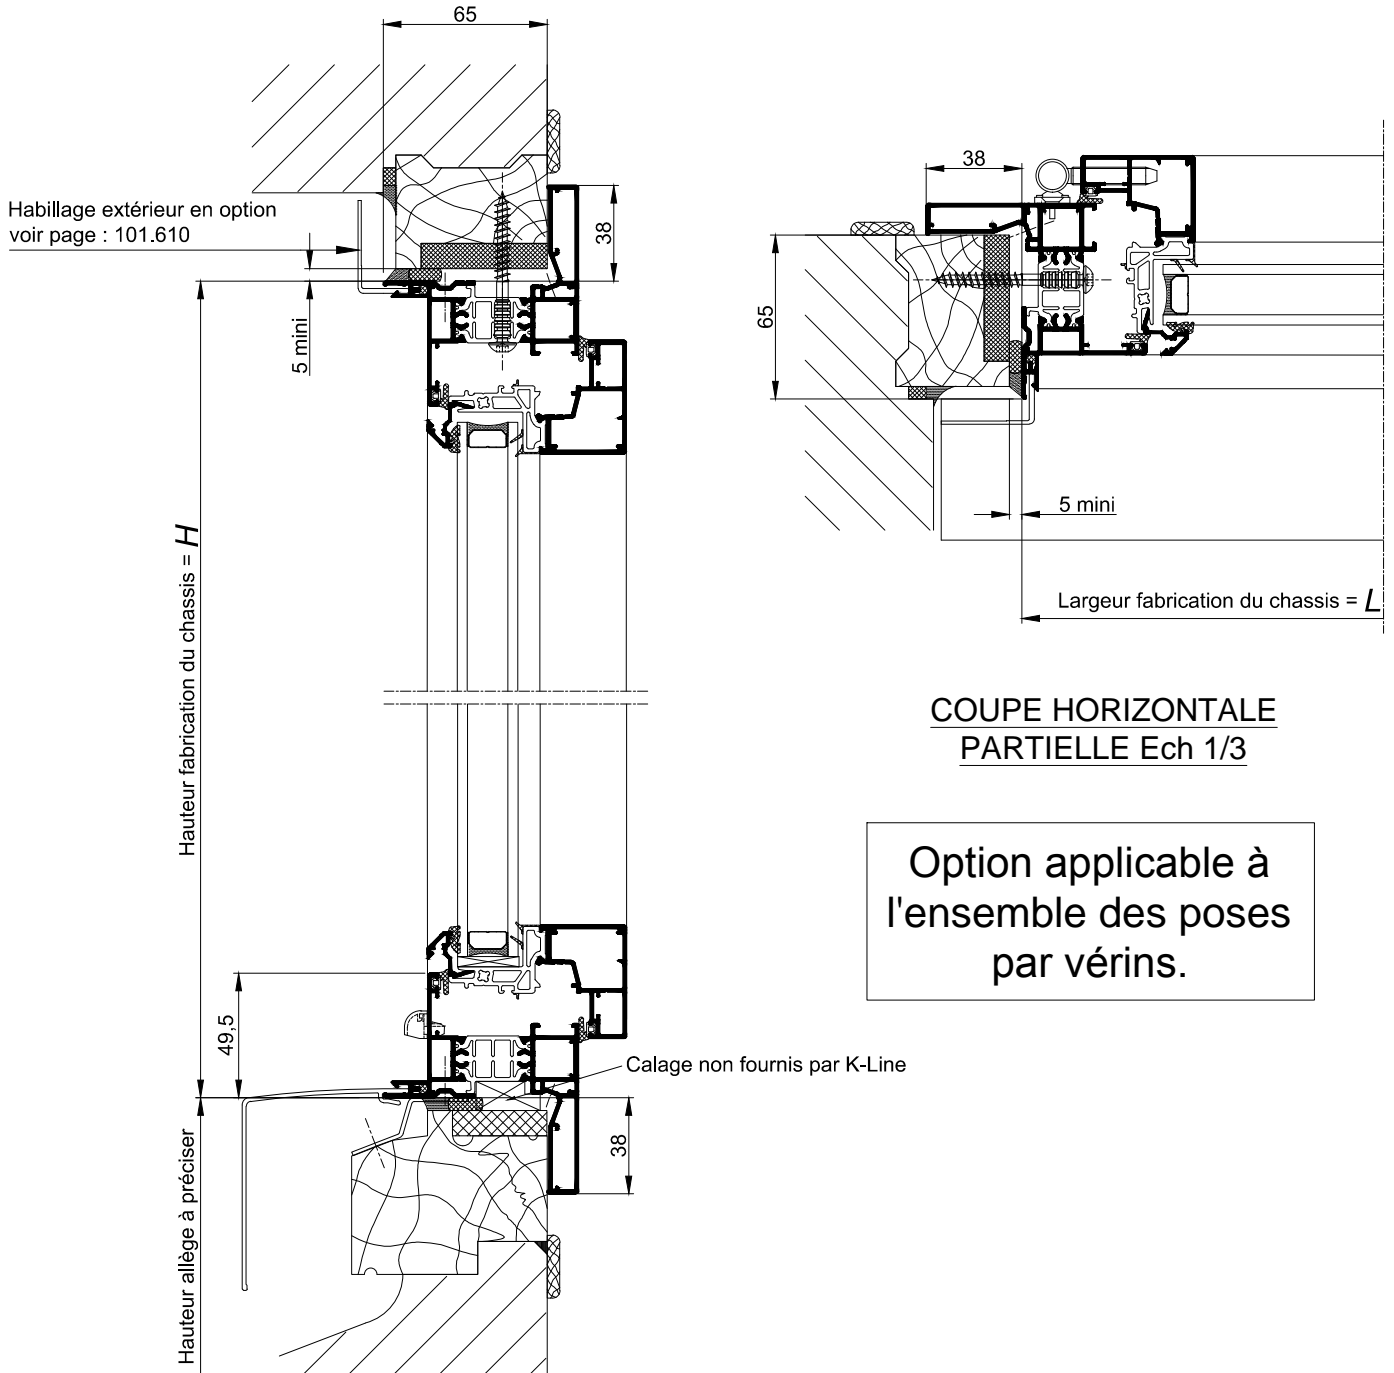 65
Habillage extérieur en option
voir page : 101.610
38
5 mini
Hauteur fabrication du chassis = H
49,5
Calage non fournis par K-Line
38
Hauteur allège à préciser
38
65
5 mini
Largeur fabrication du chassis = L
COUPE HORIZONTALE
PARTIELLE Ech 1/3
Option applicable à
l'ensemble des poses
par vérins.